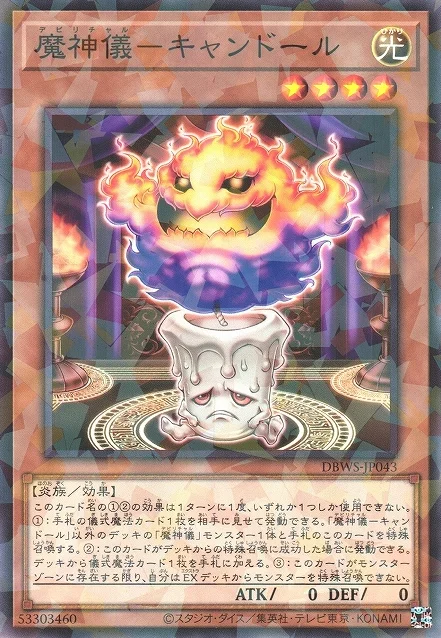 デビリチャル
魔神儀－キャンドール
ひかり
光
DBWS-JP043
【炎族／効果】
このカード名の①②の効果は１ターンに１度、いずれか１つしか使用できない。
①：手札の儀式魔法カード１枚を相手に見せて発動できる。「魔神儀－キャン
ドール」以外のデッキの「魔神儀」モンスター１体と手札のこのカードを特殊
召喚する。②：このカードがデッキからの特殊召喚に成功した場合に発動でき
る。デッキから儀式魔法カード１枚を手札に加える。③：このカードがモンスター
ゾーンに存在する限り、自分はＥＸデッキからモンスターを特殊召喚できない。
ATK/ 0 DEF/ 0
53303460
©スタジオ・ダイス／集英社・テレビ東京・KONAMI